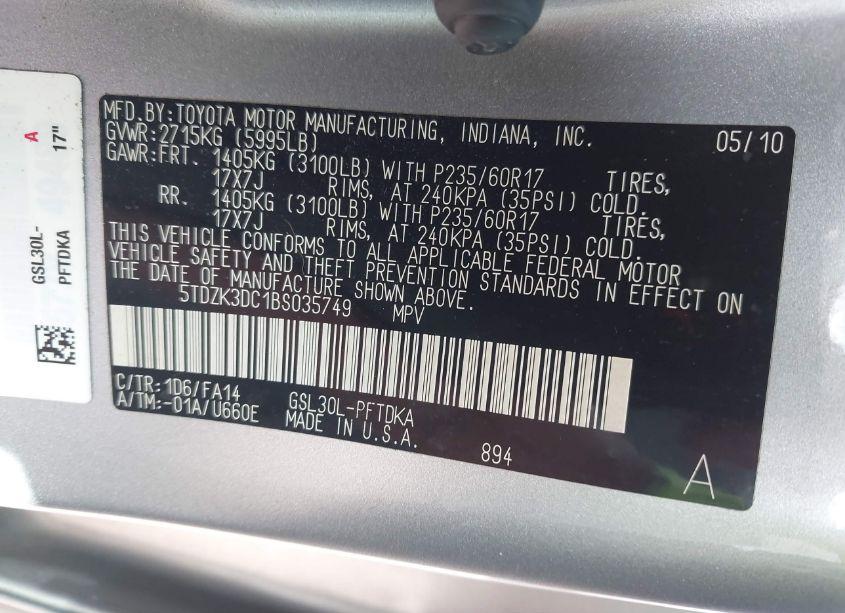 MFD.BY:TOYOTA MOTOR MANUFACTURING, INDIANA, INC. 05/10
GVWR:2715KG (5995LB)
GAWR:FRT. 1405KG (3100LB) WITH P235/60R17 TIRES,
17X7J RIMS, AT 240KPA (35PSI) COLD.
RR. 1405KG (3100LB) WITH P235/60R17 TIRES,
17X7J RIMS, AT 240KPA (35PSI) COLD.
THIS VEHICLE CONFORMS TO ALL APPLICABLE FEDERAL MOTOR
VEHICLE SAFETY AND THEFT PREVENTION STANDARDS IN EFFECT ON
THE DATE OF MANUFACTURE SHOWN ABOVE.
5TDZK3DC1BS035749 MPV
C/TR:1D6/FA14 GSL30L-PFTDKA
A/TM:-01A/U660E MADE IN U.S.A.
894
A
GSL30L-
PFTDKA
A
17"